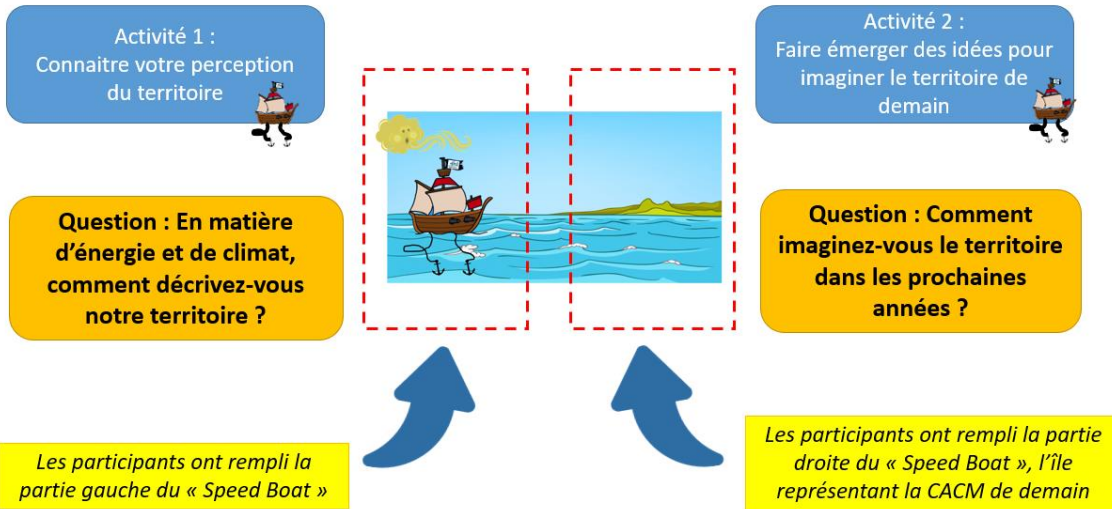 Activité 1 :
Connaitre votre perception
du territoire
Question : En matière
d’énergie et de climat,
comment décrivez-vous
notre territoire ?
Les participants ont rempli la
partie gauche du « Speed Boat »
Activité 2 :
Faire émerger des idées pour
imaginer le territoire de
demain
Question : Comment
imaginez-vous le territoire
dans les prochaines
années ?
Les participants ont rempli la partie
droite du « Speed Boat », l’île
représentant la CACM de demain